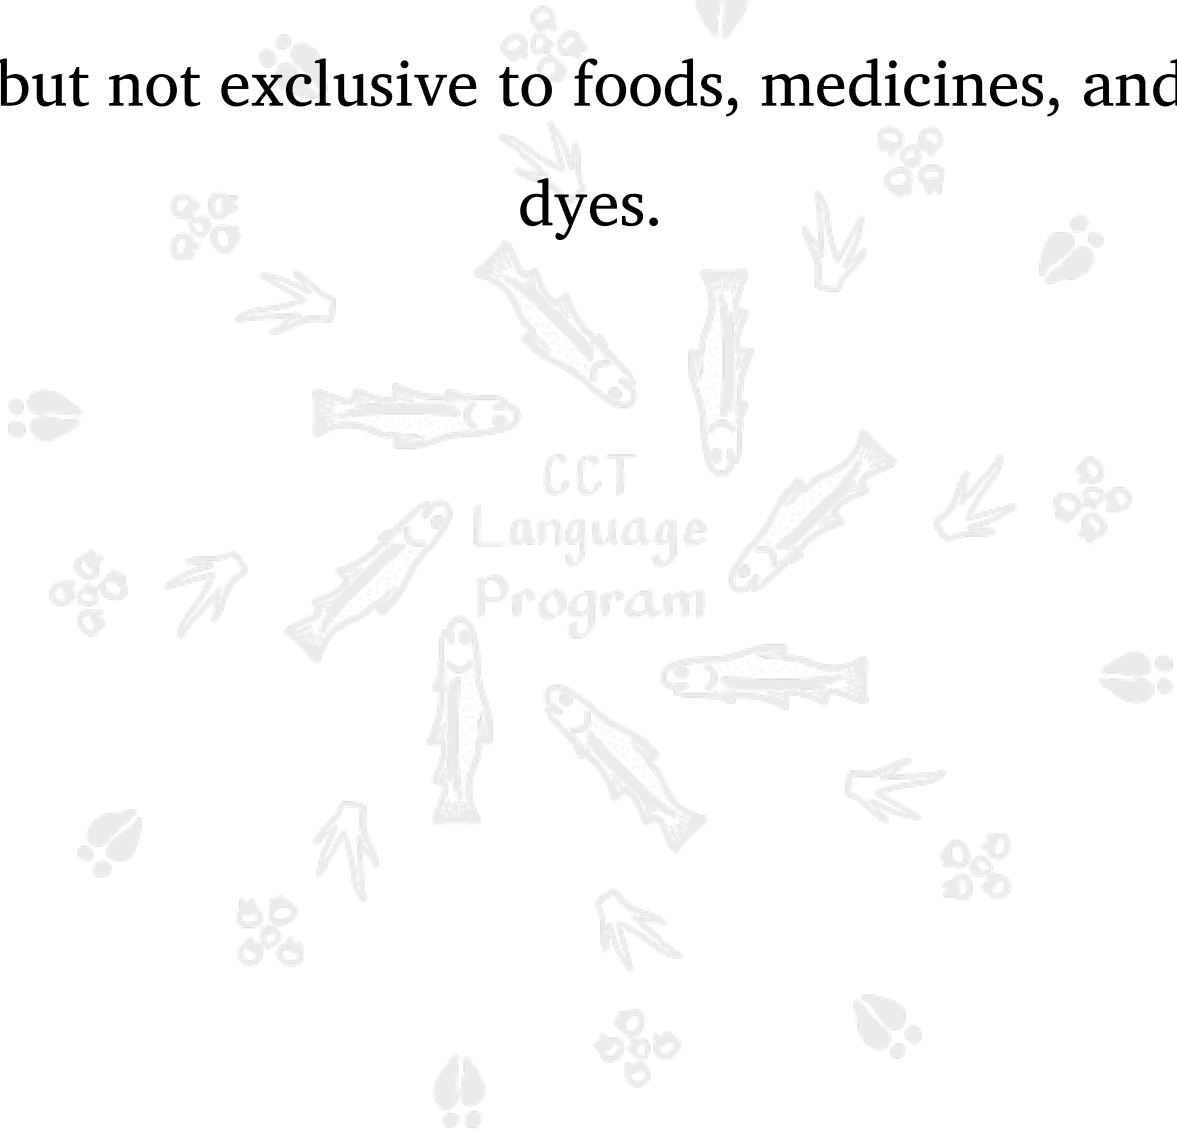 but not exclusive to foods, medicines, and
dyes.
CCT
Language
Program